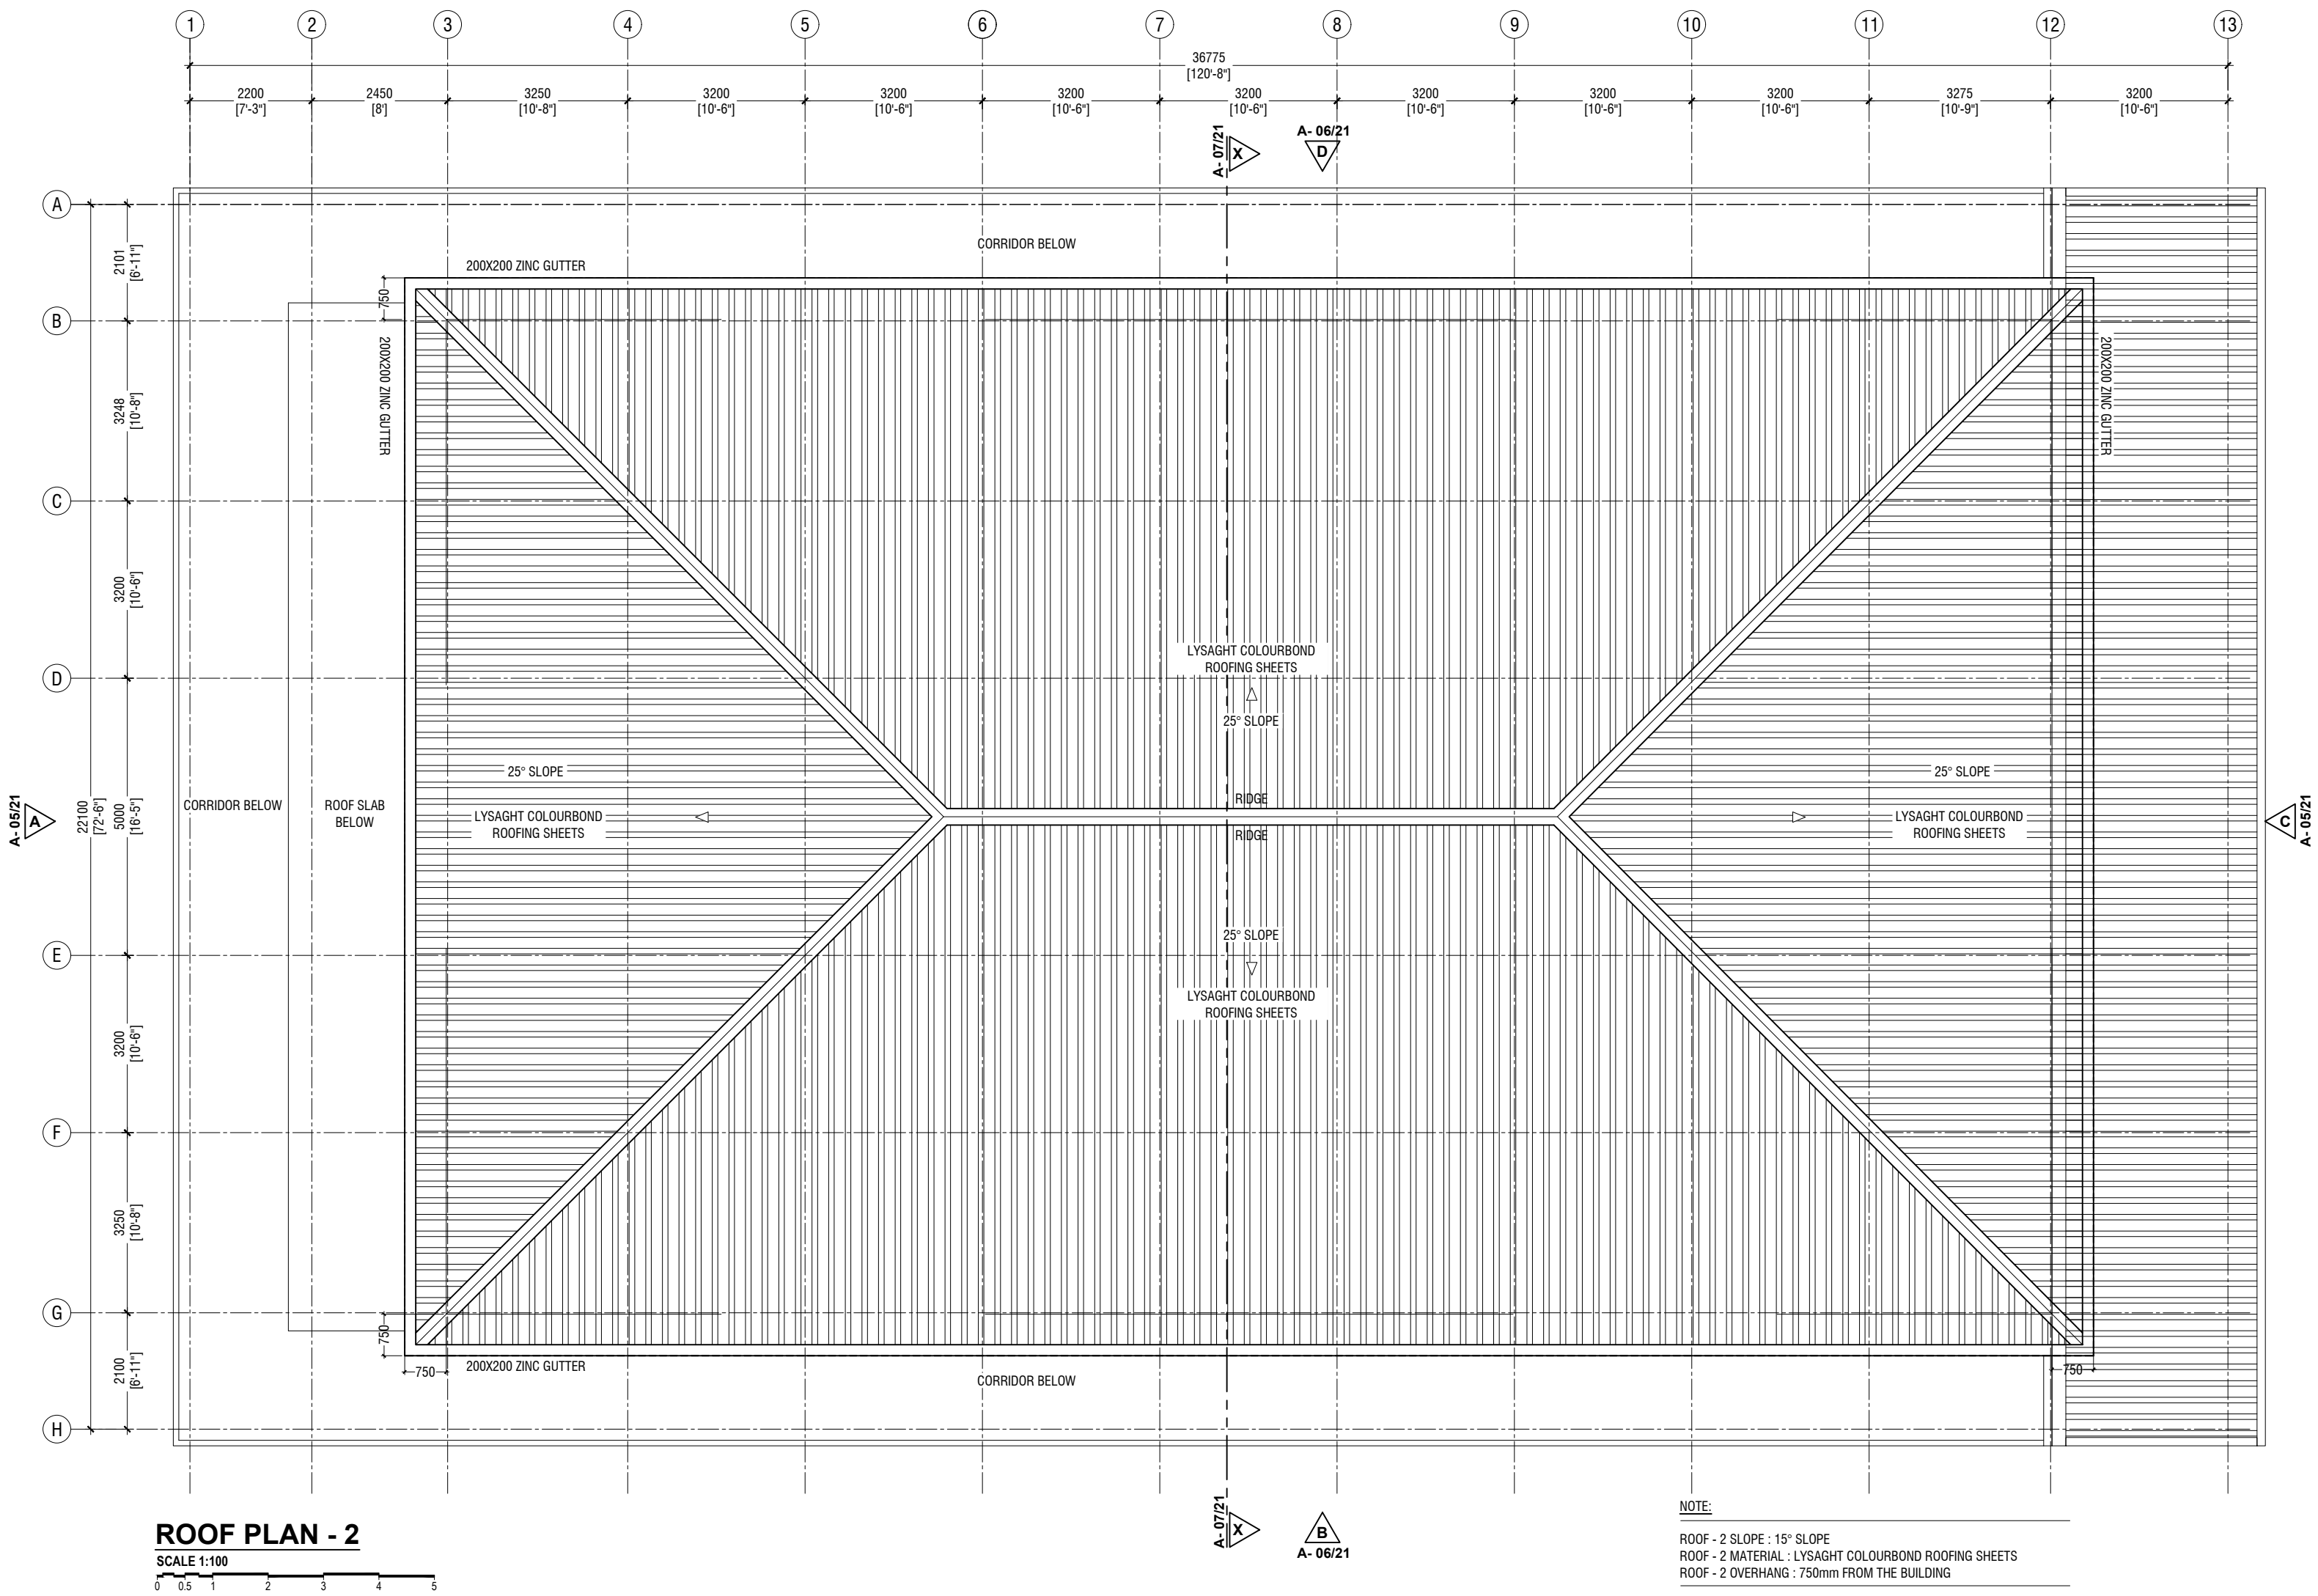 1 2 3 4 5 6 7 8 9 10 11 12 13
36775
[120'-8"]
2200 2450 3250 3200 3200 3200 3200 3200 3200 3200 3275 3200
[7'-3"] [8'] [10'-8"] [10'-6"] [10'-6"] [10'-6"] [10'-6"] [10'-6"] [10'-6"] [10'-6"] [10'-9"] [10'-6"]
A- 07/21
X
A- 06/21
D
A
2101
[6'-11"]
CORRIDOR BELOW
200X200 ZINC GUTTER
750
B
200X200 ZINC GUTTER
200X200 ZINC GUTTER
3248
[10'-8"]
C
3200
[10'-6"]
LYSAGHT COLOURBOND
ROOFING SHEETS
D
25° SLOPE
25° SLOPE
25° SLOPE
RIDGE
A- 05/21
A
22100
[72'-6"]
5000
[16'-5"]
CORRIDOR BELOW
ROOF SLAB
BELOW
LYSAGHT COLOURBOND
ROOFING SHEETS
LYSAGHT COLOURBOND
ROOFING SHEETS
C
A- 05/21
RIDGE
25° SLOPE
E
LYSAGHT COLOURBOND
ROOFING SHEETS
3200
[10'-6"]
F
3250
[10'-8"]
G
750
2100
[6'-11"]
750
200X200 ZINC GUTTER
750
CORRIDOR BELOW
H
A- 07/21
X
B
A- 06/21
ROOF PLAN - 2
SCALE 1:100
0 0.5 1 2 3 4 5
NOTE:
ROOF - 2 SLOPE : 15° SLOPE
ROOF - 2 MATERIAL : LYSAGHT COLOURBOND ROOFING SHEETS
ROOF - 2 OVERHANG : 750mm FROM THE BUILDING